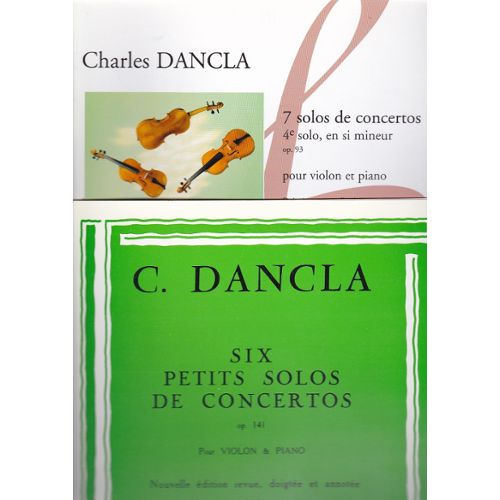 Charles DANCLA
7 solos de concertos
4e solo, en si mineur
op. 93
pour violon et piano
C. DANCLA
SIX
PETITS SOLOS
DE CONCERTOS
op. 141
Pour VIOLON & PIANO
Nouvelle édition revue, doigtée et annotée